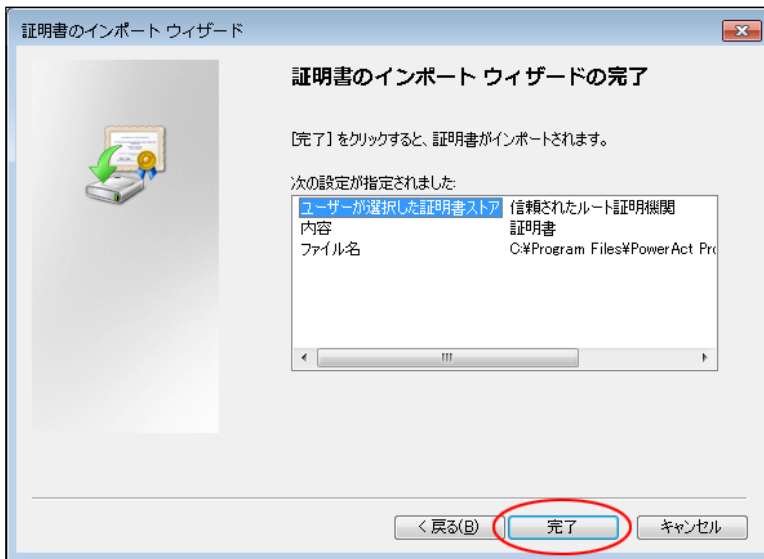 証明書のインポート ウィザード
証明書のインポート ウィザードの完了
[完了] をクリックすると、証明書がインポートされます。
次の設定が指定されました:
ユーザーが選択した証明書ストア 信頼されたルート証明機関
内容 証明書
ファイル名 C:¥Program Files¥PowerAct Pro
< 戻る(B) 完了 キャンセル